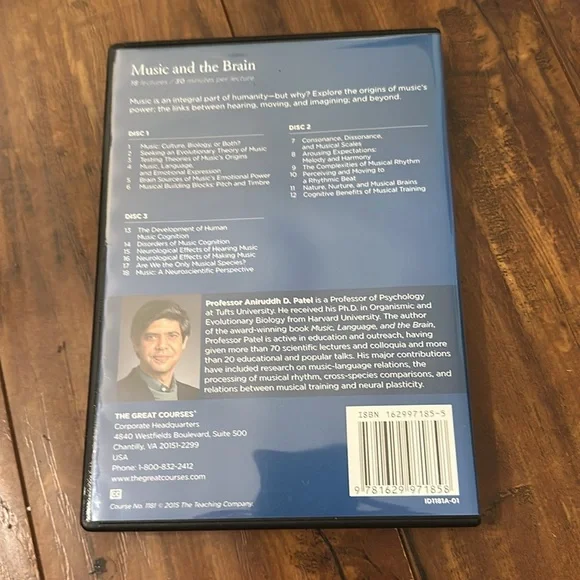 Music and the Brain
18 lectures / 30 minutes per lecture
Music is an integral part of humanity—but why? Explore the origins of music's
power; the links between hearing, moving, and imagining; and beyond.
DISC 1
1 Music: Culture, Biology, or Both?
2 Seeking an Evolutionary Theory of Music
3 Testing Theories of Music's Origins
4 Music, Language,
and Emotional Expression
5 Brain Sources of Music's Emotional Power
6 Musical Building Blocks: Pitch and Timbre
DISC 2
7 Consonance, Dissonance,
and Musical Scales
8 Arousing Expectations:
Melody and Harmony
9 The Complexities of Musical Rhythm
10 Perceiving and Moving to
a Rhythmic Beat
11 Nature, Nurture, and Musical Brains
12 Cognitive Benefits of Musical Training
DISC 3
13 The Development of Human
Music Cognition
14 Disorders of Music Cognition
15 Neurological Effects of Hearing Music
16 Neurological Effects of Making Music
17 Are We the Only Musical Species?
18 Music: A Neuroscientific Perspective
Professor Aniruddh D. Patel is a Professor of Psychology
at Tufts University. He received his Ph.D. in Organismic and
Evolutionary Biology from Harvard University. The author
of the award-winning book Music, Language, and the Brain,
Professor Patel is active in education and outreach, having
given more than 70 scientific lectures and colloquia and more
than 20 educational and popular talks. His major contributions
have included research on music-language relations, the
processing of musical rhythm, cross-species comparisons, and
relations between musical training and neural plasticity.
THE GREAT COURSES®
Corporate Headquarters
4840 Westfields Boulevard, Suite 500
Chantilly, VA 20151-2299
USA
Phone: 1-800-832-2412
www.thegreatcourses.com
Course No. 1181 © 2015 The Teaching Company
ISBN 162997185-5
9 781629 971858
ID1181A-01